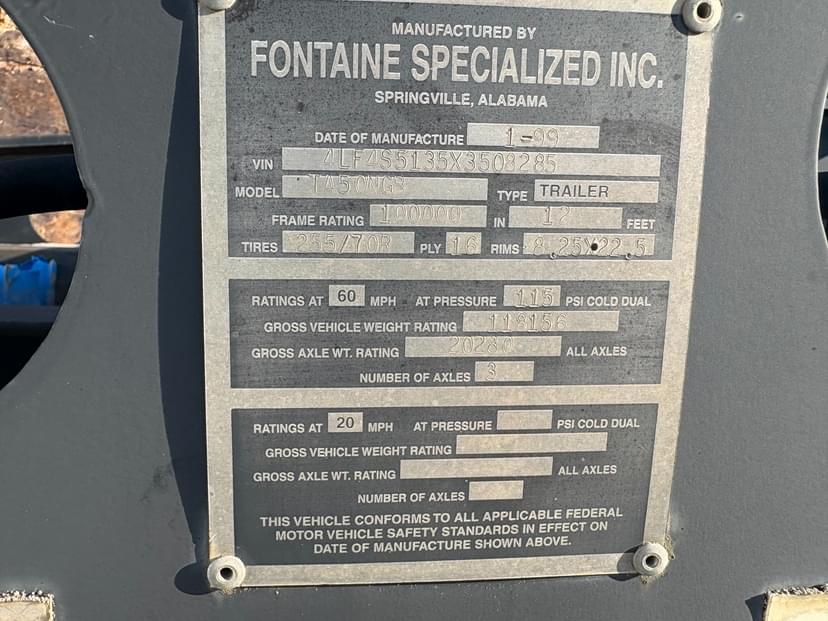 MANUFACTURED BY
FONTAINE SPECIALIZED INC.
SPRINGVILLE, ALABAMA
DATE OF MANUFACTURE 1-99
VIN 4LF4S5135X3508285
MODEL TYPE TRAILER
FRAME RATING 100000 IN 12 FEET
TIRES 255/70R PLY 16 RIMS 8.25X22.5
RATINGS AT 60 MPH AT PRESSURE 115 PSI COLD DUAL
GROSS VEHICLE WEIGHT RATING 118156
GROSS AXLE WT. RATING 20280 ALL AXLES
NUMBER OF AXLES 3
RATINGS AT 20 MPH AT PRESSURE PSI COLD DUAL
GROSS VEHICLE WEIGHT RATING
GROSS AXLE WT. RATING ALL AXLES
NUMBER OF AXLES
THIS VEHICLE CONFORMS TO ALL APPLICABLE FEDERAL
MOTOR VEHICLE SAFETY STANDARDS IN EFFECT ON
DATE OF MANUFACTURE SHOWN ABOVE.